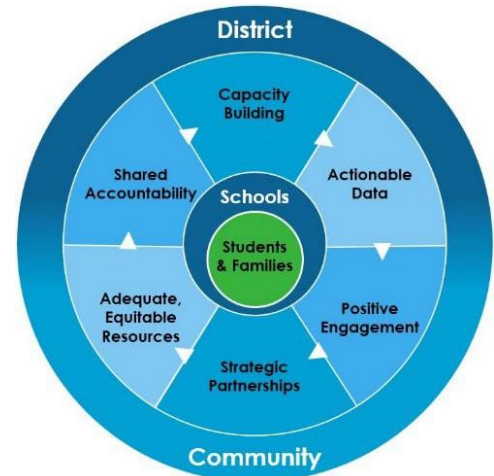 District
Capacity
Building
Actionable
Data
Positive
Engagement
Strategic
Partnerships
Adequate,
Equitable
Resources
Shared
Accountability
Schools
Students
& Families
Community